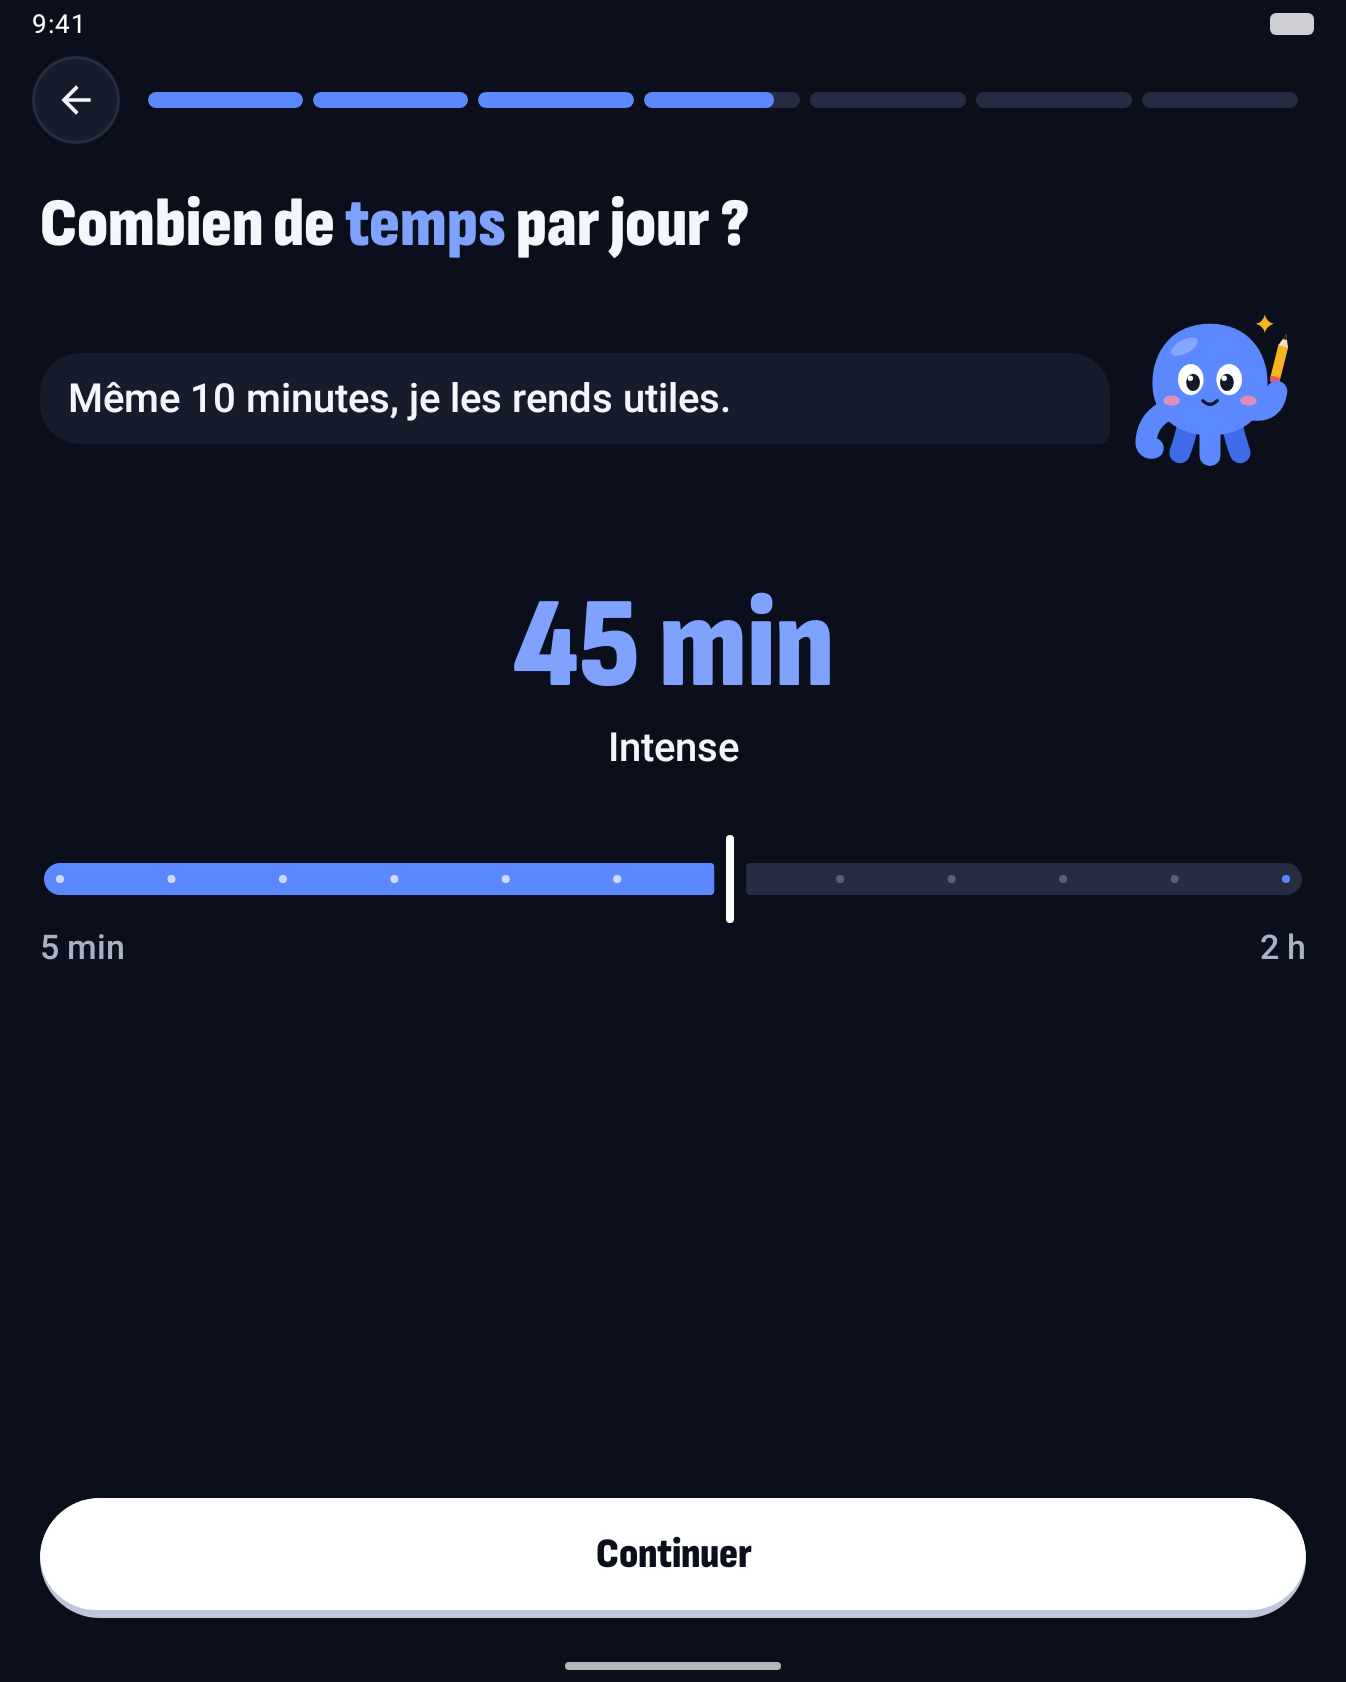 9:41
Combien de temps par jour ?
Même 10 minutes, je les rends utiles.
45 min
Intense
5 min
2 h
Continuer